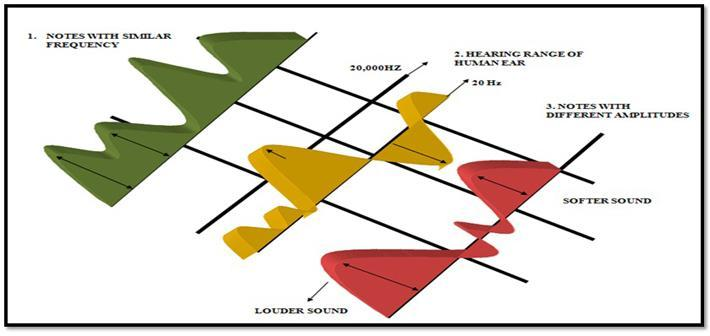 1. NOTES WITH SIMILAR
FREQUENCY
20,000HZ
2. HEARING RANGE OF
HUMAN EAR
20 Hz
3. NOTES WITH
DIFFERENT AMPLITUDES
SOFTER SOUND
LOUDER SOUND